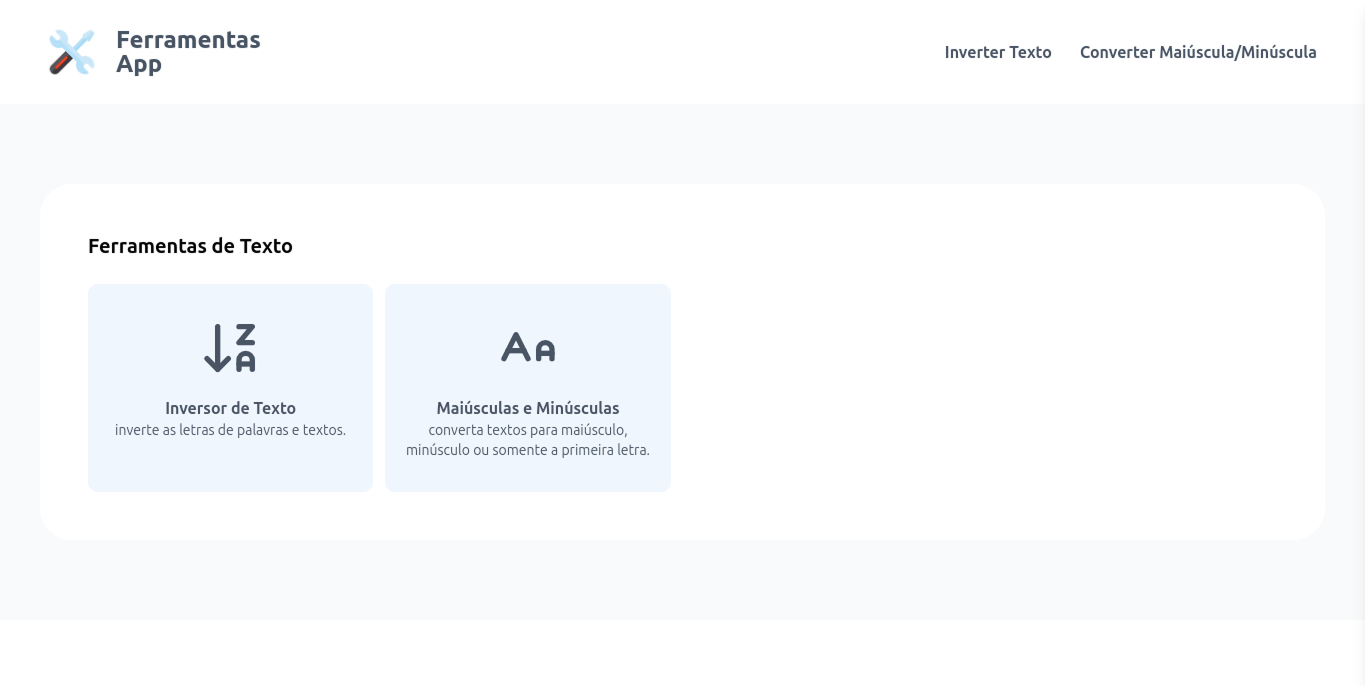 Ferramentas
App
Inverter Texto
Converter Maiúscula/Minúscula
Ferramentas de Texto
Z
A
Inversor de Texto
inverte as letras de palavras e textos.
AA
Maiúsculas e Minúsculas
converta textos para maiúsculo,
minúsculo ou somente a primeira letra.